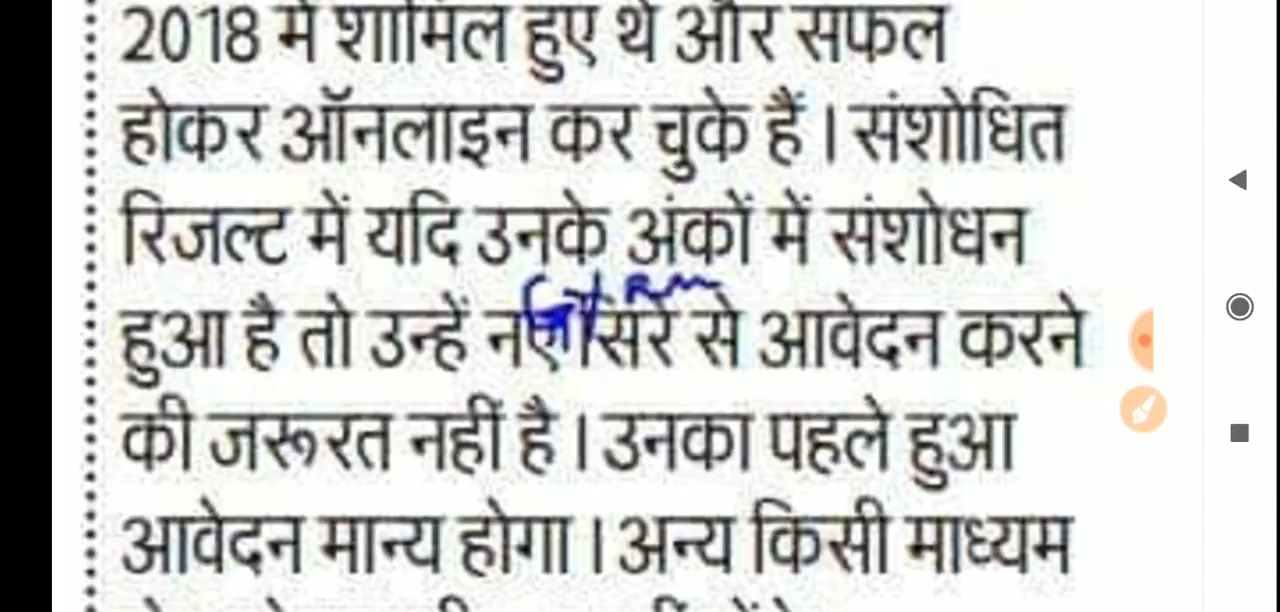 2018 में शामिल हुए थे और सफल
होकर ऑनलाइन कर चुके हैं । संशोधित
रिजल्ट में यदि उनके अंकों में संशोधन
हुआ है तो उन्हें नए सिरे से आवेदन करने
की जरूरत नहीं है । उनका पहले हुआ
आवेदन मान्य होगा । अन्य किसी माध्यम